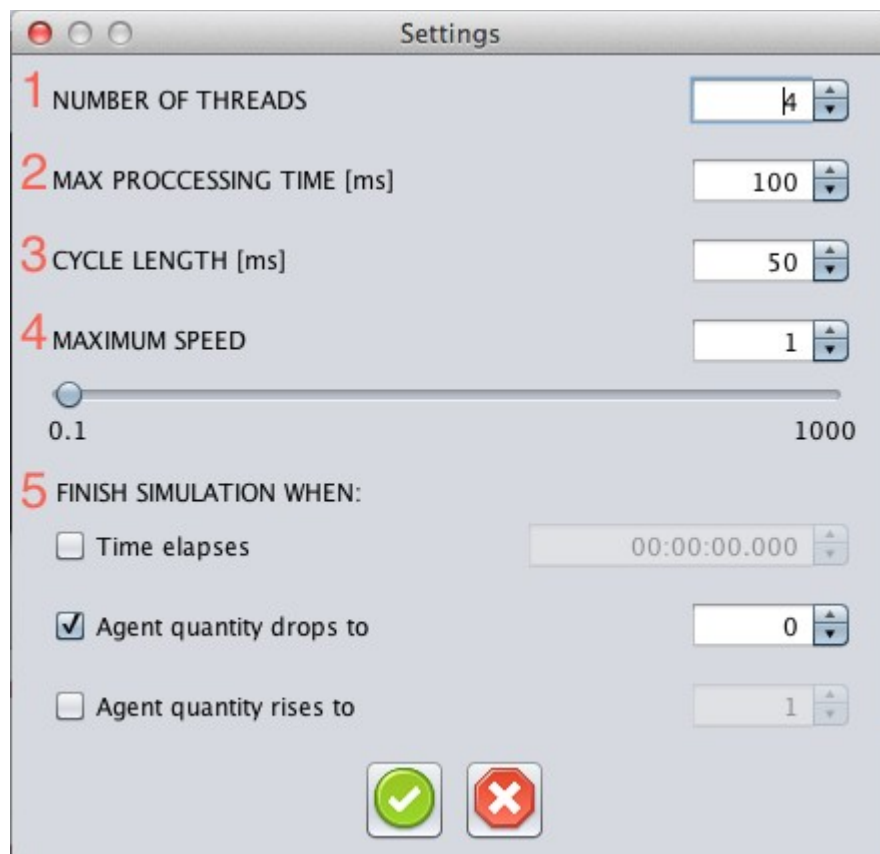 Settings
1 NUMBER OF THREADS 4
2 MAX PROCCESSING TIME [ms] 100
3 CYCLE LENGTH [ms] 50
4 MAXIMUM SPEED 1
0.1 1000
5 FINISH SIMULATION WHEN:
Time elapses 00:00:00.000
Agent quantity drops to 0
Agent quantity rises to 1